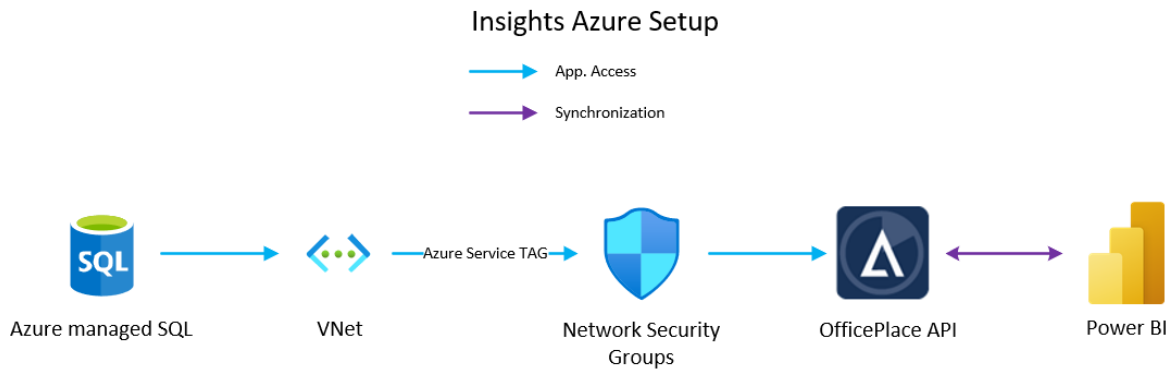 Insights Azure Setup
App. Access
Synchronization
SQL
Azure Service TAG
Azure managed SQL
VNet
Network Security
Groups
OfficePlace API
Power BI